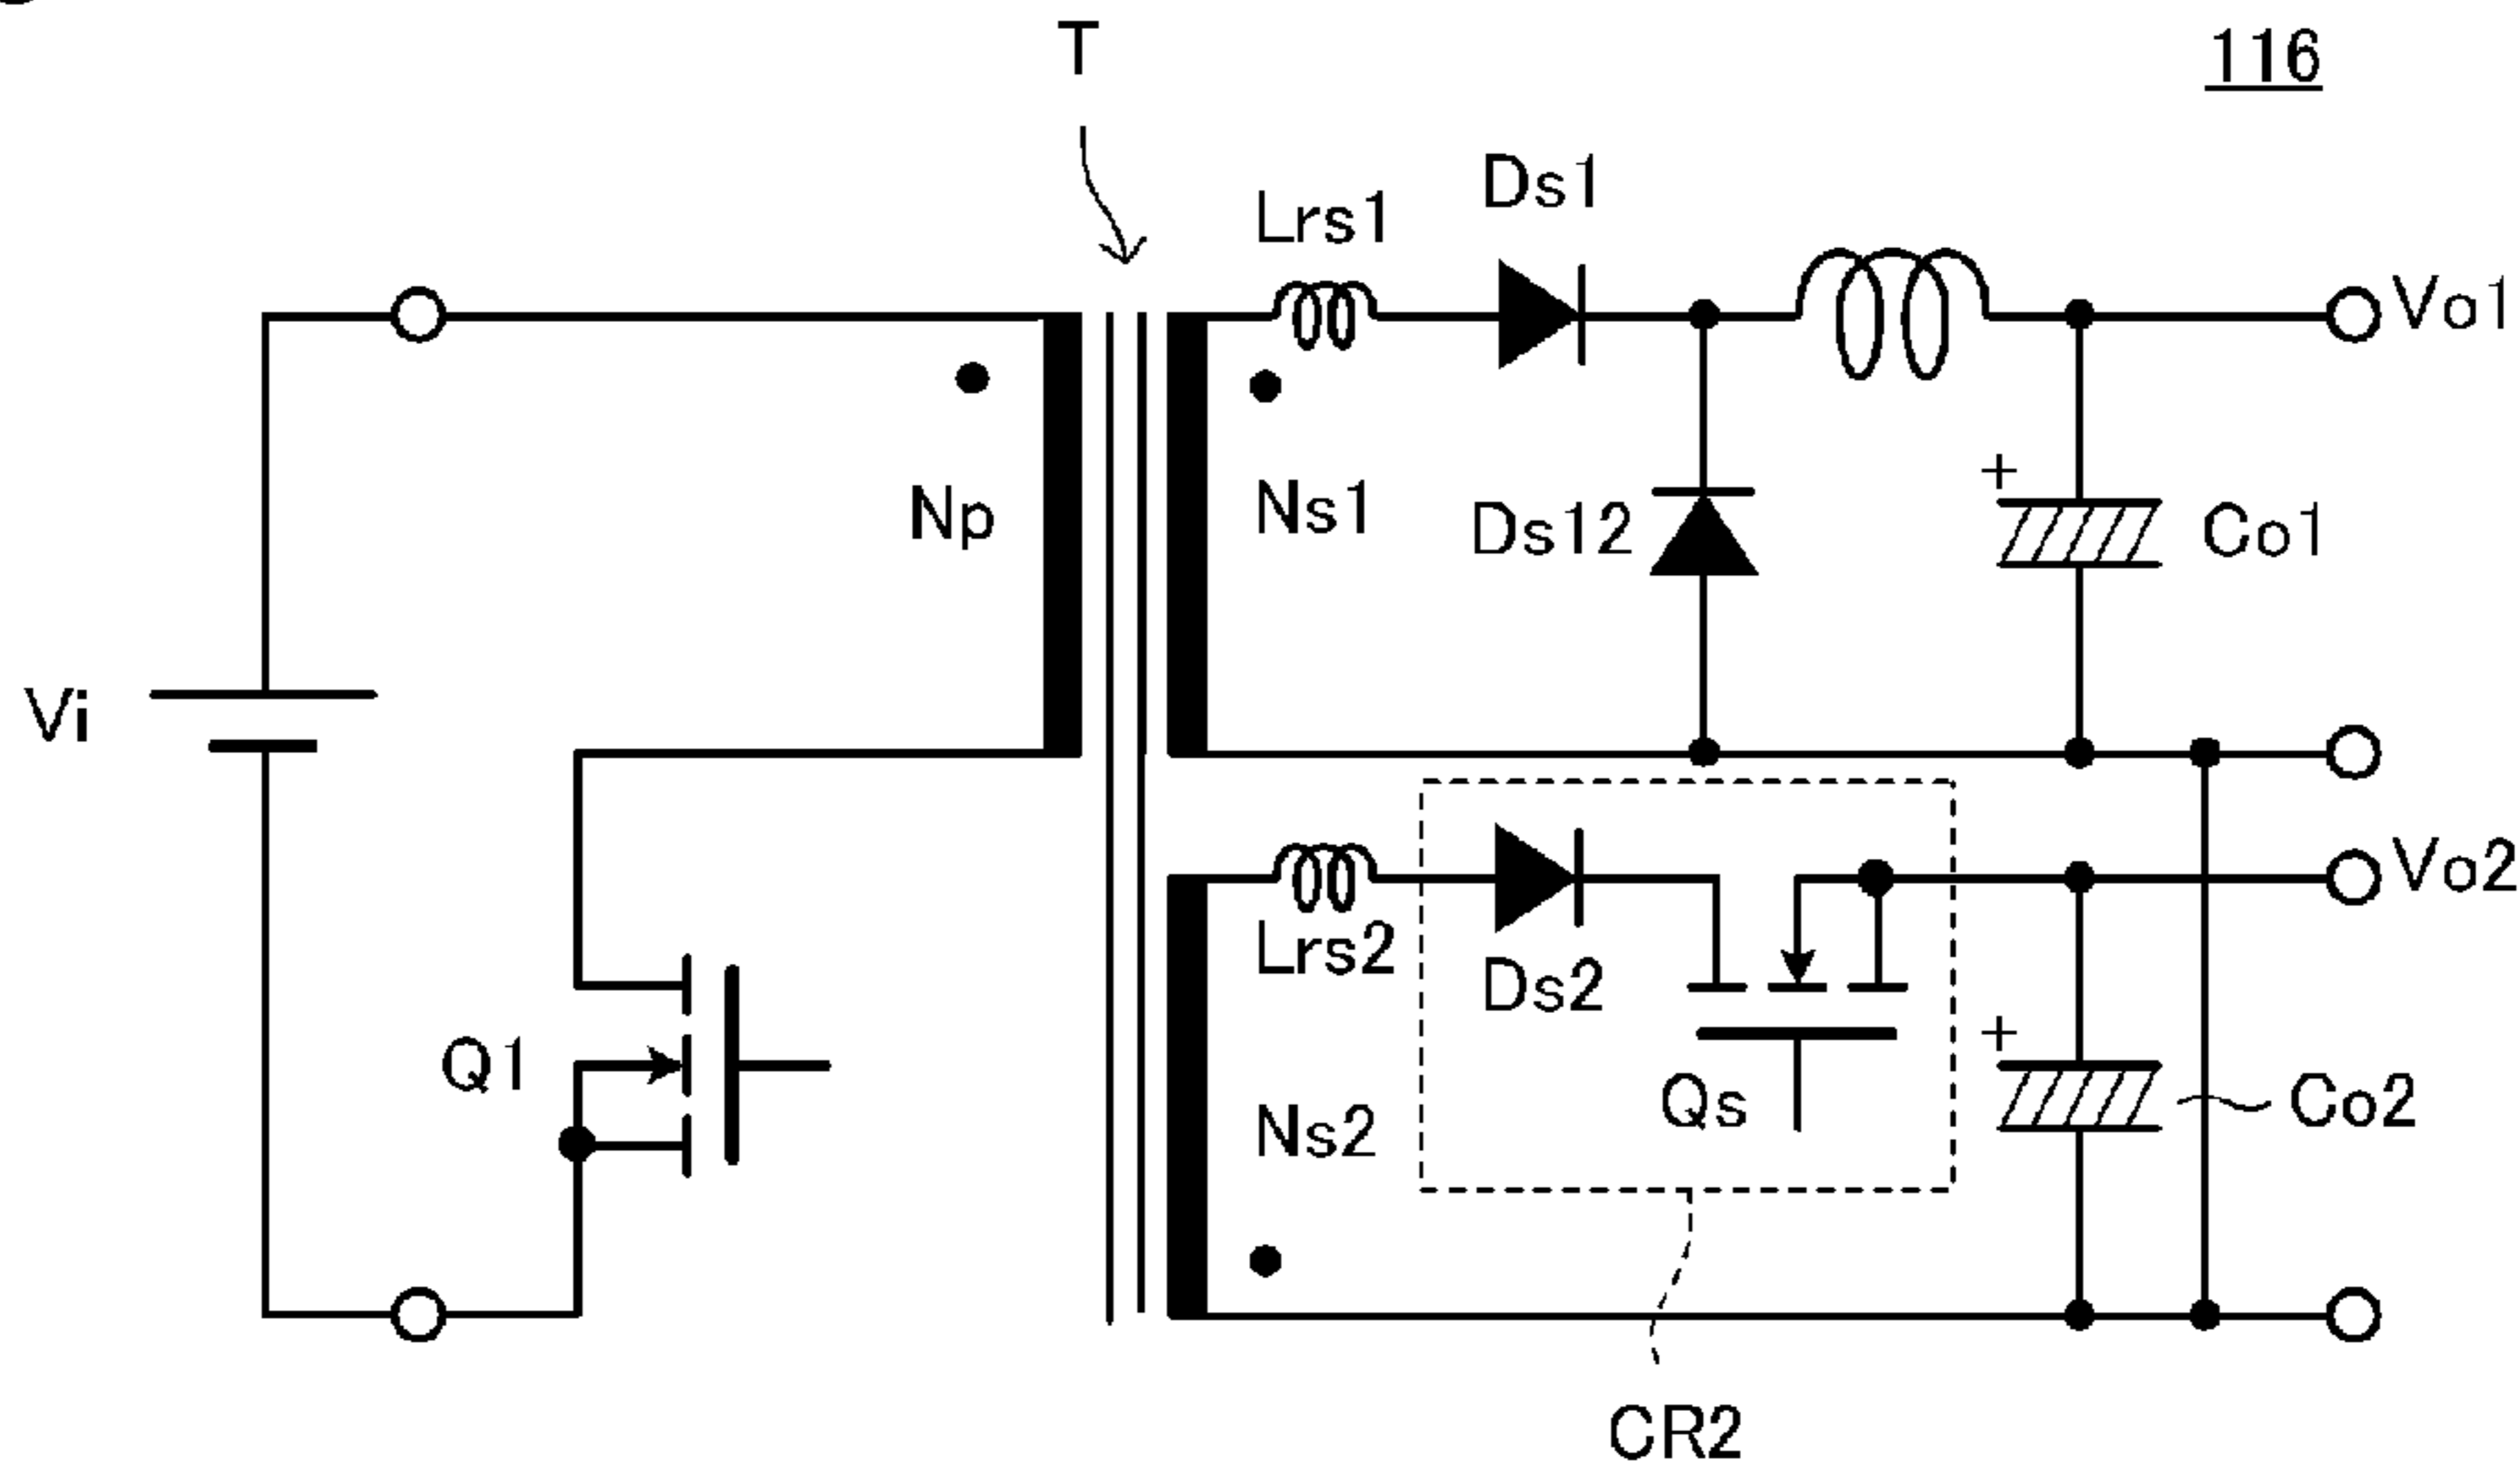 T
116
Ds1
Lrs1
Vo1
Np
Ns1
Ds12
+
Co1
Vi
Vo2
Lrs2
Ds2
Q1
Qs
+
Co2
Ns2
CR2